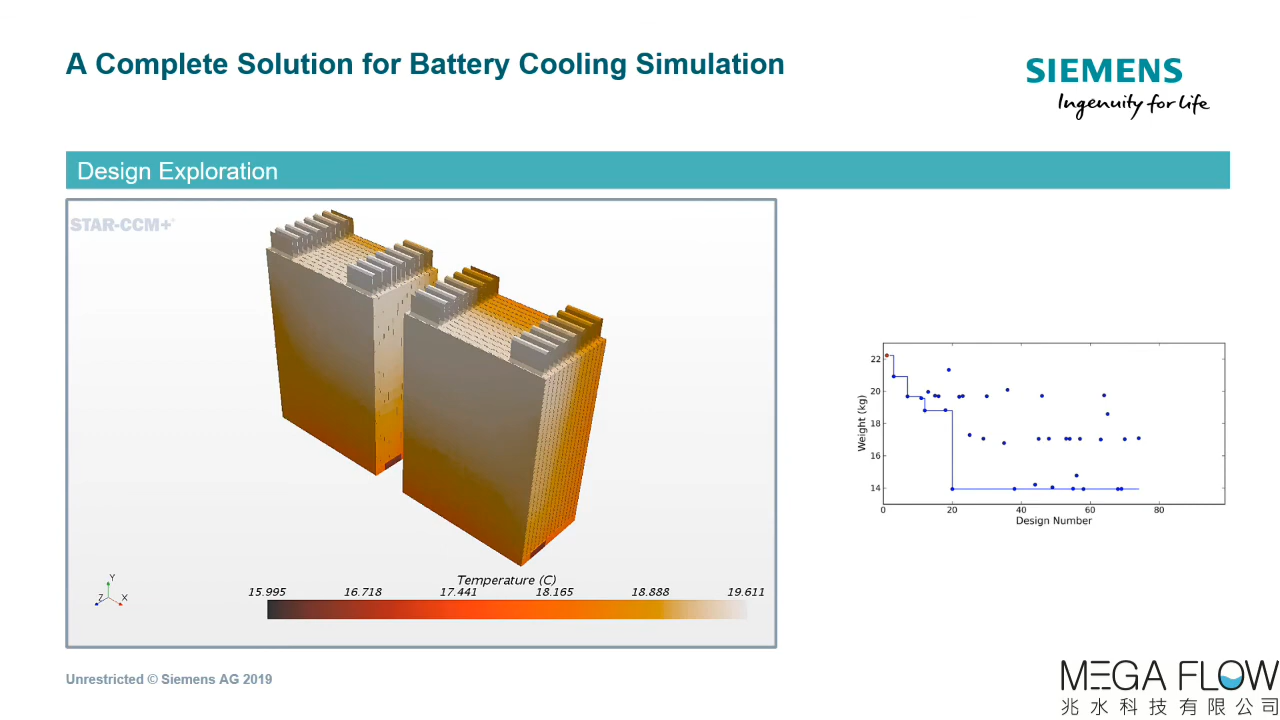 A Complete Solution for Battery Cooling Simulation
SIEMENS
Ingenuity for life
Design Exploration
STAR-CCM+
22
20
18
16
14
Weight (kg)
0 20 40 60 80
Design Number
Y
Z X
Temperature (C)
15.995 16.718 17.441 18.165 18.888 19.611
Unrestricted © Siemens AG 2019
MEGA FLOW
兆水科技有限公司